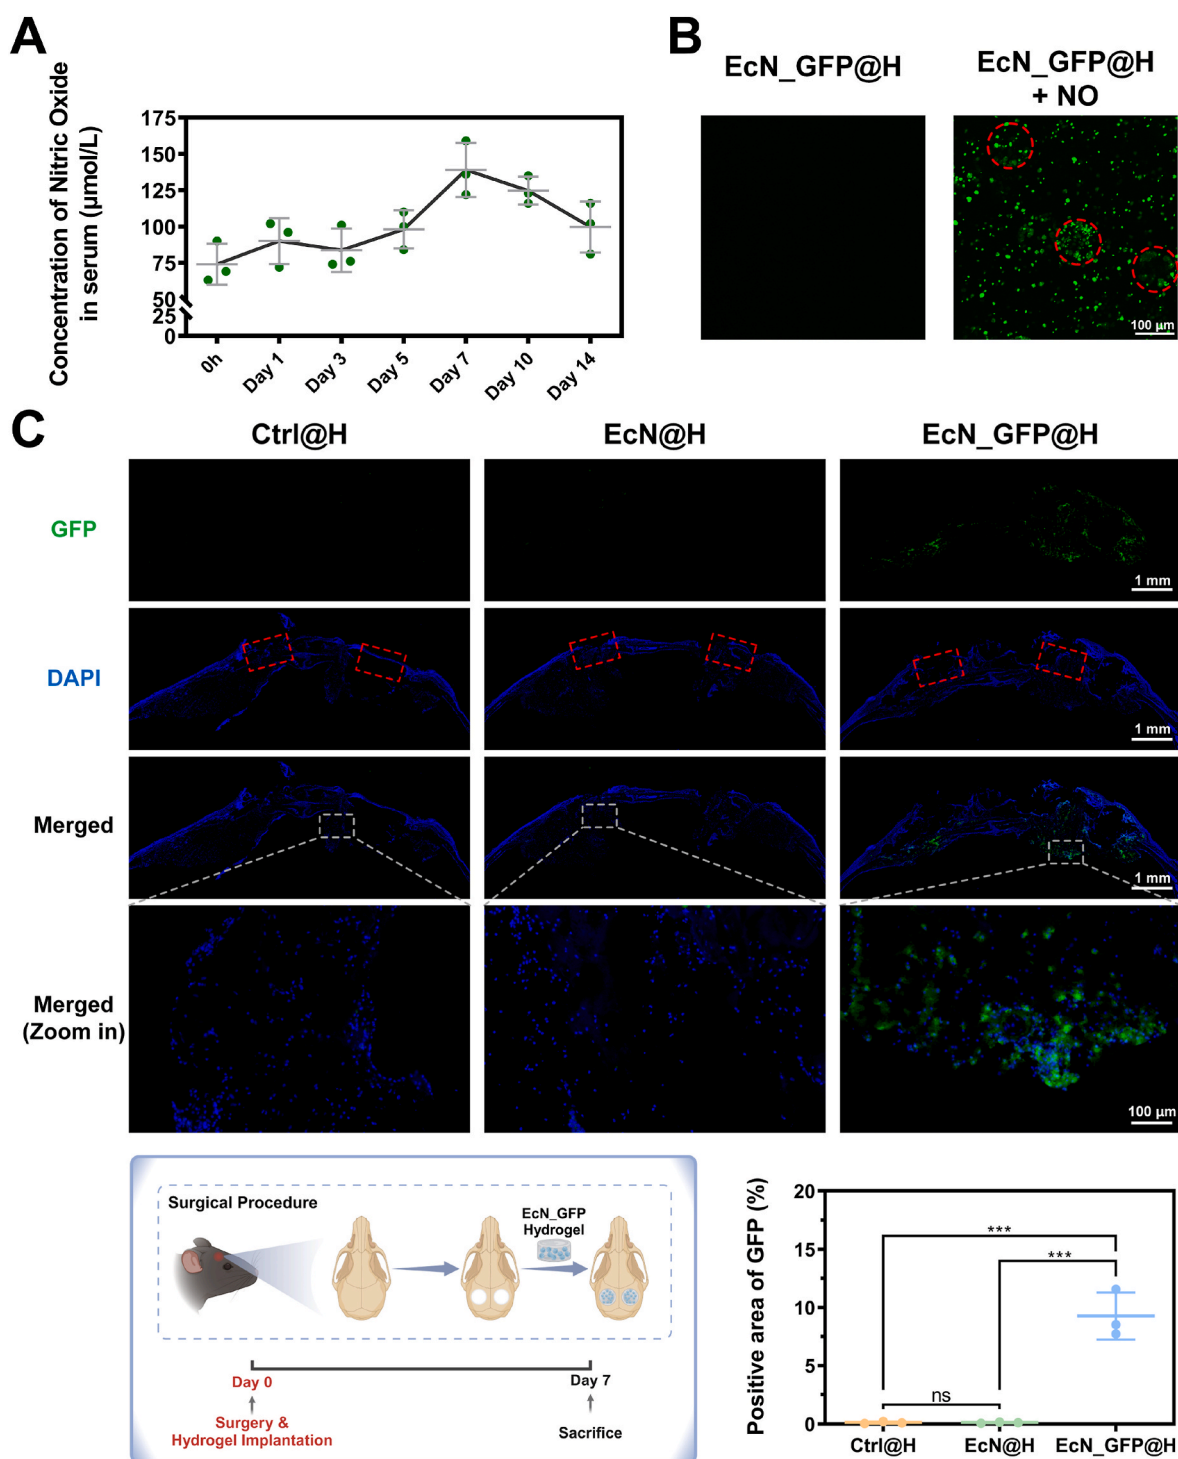 A
Concentration of Nitric Oxide
in serum (μmol/L)
175
150
125
100
75
50
25
0
0h
Day 1
Day 3
Day 5
Day 7
Day 10
Day 14
B
EcN_GFP@H
EcN_GFP@H
+ NO
100 μm
C
Ctrl@H
EcN@H
EcN_GFP@H
GFP
1 mm
DAPI
1 mm
Merged
1 mm
Merged
(Zoom in)
100 μm
Surgical Procedure
EcN_GFP
Hydrogel
Day 0
Day 7
Surgery &
Hydrogel Implantation
Sacrifice
Positive area of GFP (%)
20
15
10
5
0
***
***
ns
Ctrl@H
EcN@H
EcN_GFP@H